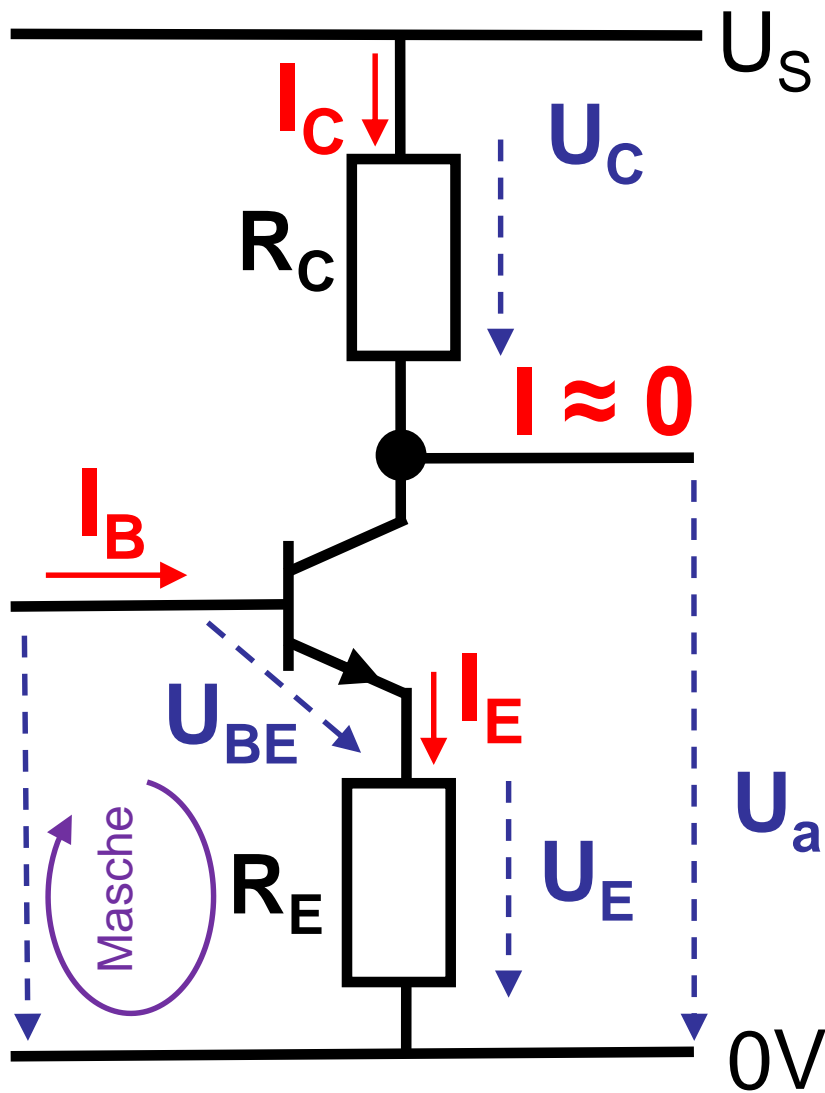 U_S
I_C
U_C
R_C
I ≈ 0
I_B
I_E
U_BE
U_a
Masche
R_E
U_E
0V